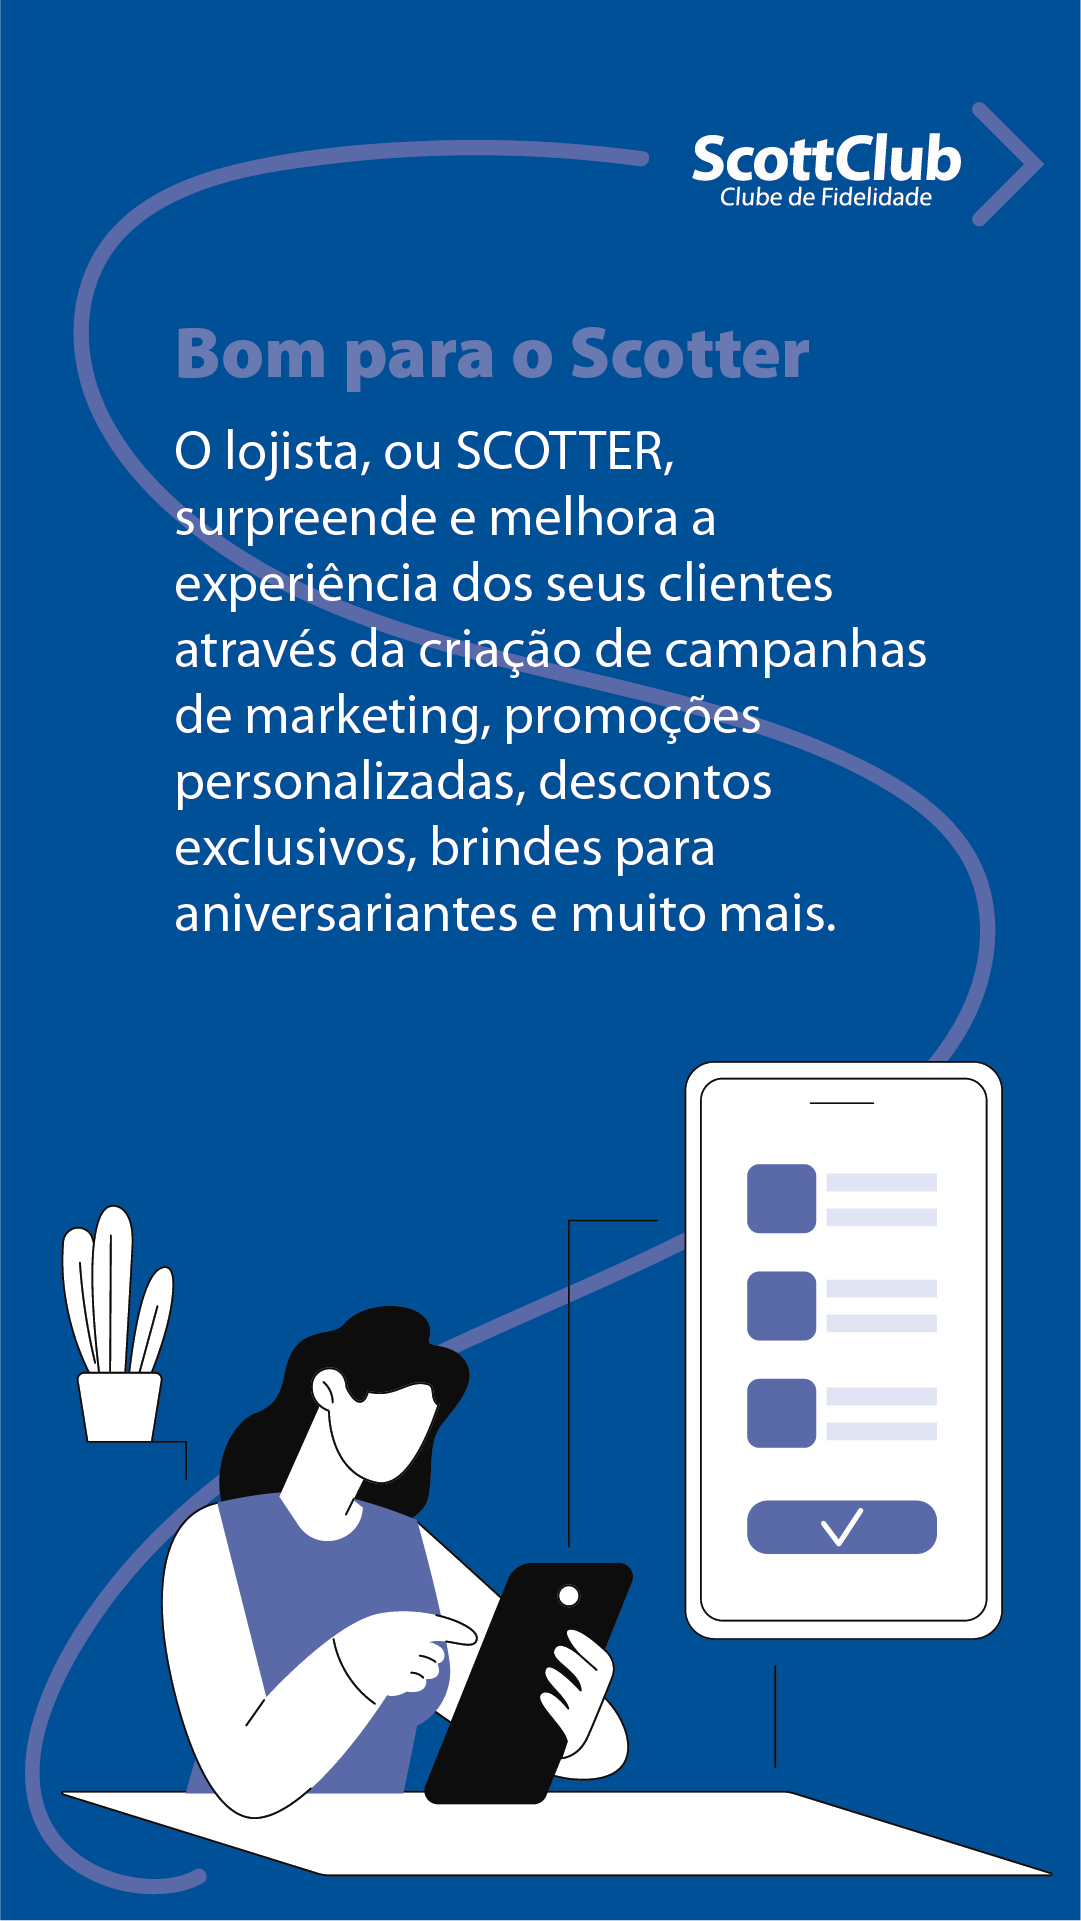 ScottClub
Clube de Fidelidade
Bom para o Scotter
O lojista, ou SCOTTER,
surpreende e melhora a
experiência dos seus clientes
através da criação de campanhas
de marketing, promoções
personalizadas, descontos
exclusivos, brindes para
aniversariantes e muito mais.